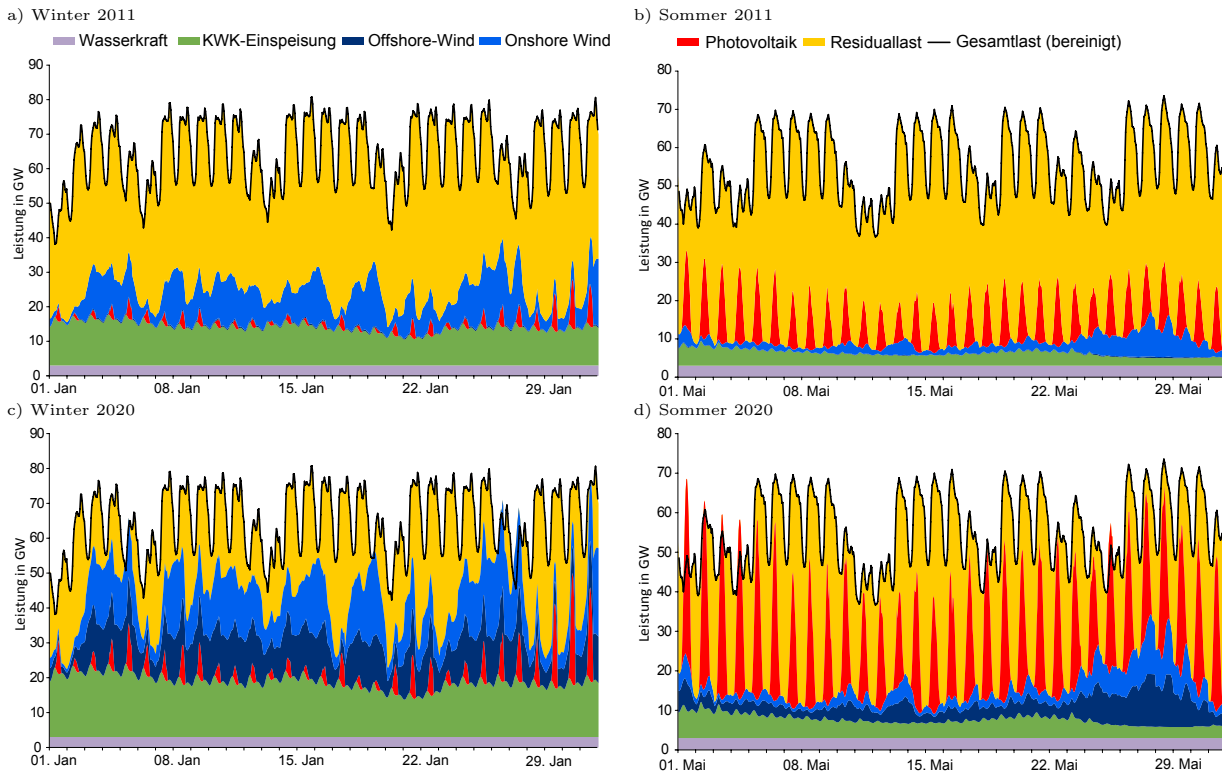 a) Winter 2011
b) Sommer 2011
Wasserkraft KWK-Einspeisung Offshore-Wind Onshore Wind
Photovoltaik Residuallast Gesamtlast (bereinigt)
Leistung in GW
90
80
70
60
50
40
30
20
10
0
01. Jan 08. Jan 15. Jan 22. Jan 29. Jan
Leistung in GW
80
70
60
50
40
30
20
10
0
01. Mai 08. Mai 15. Mai 22. Mai 29. Mai
c) Winter 2020
d) Sommer 2020
Leistung in GW
90
80
70
60
50
40
30
20
10
0
01. Jan 08. Jan 15. Jan 22. Jan 29. Jan
Leistung in GW
80
70
60
50
40
30
20
10
0
01. Mai 08. Mai 15. Mai 22. Mai 29. Mai